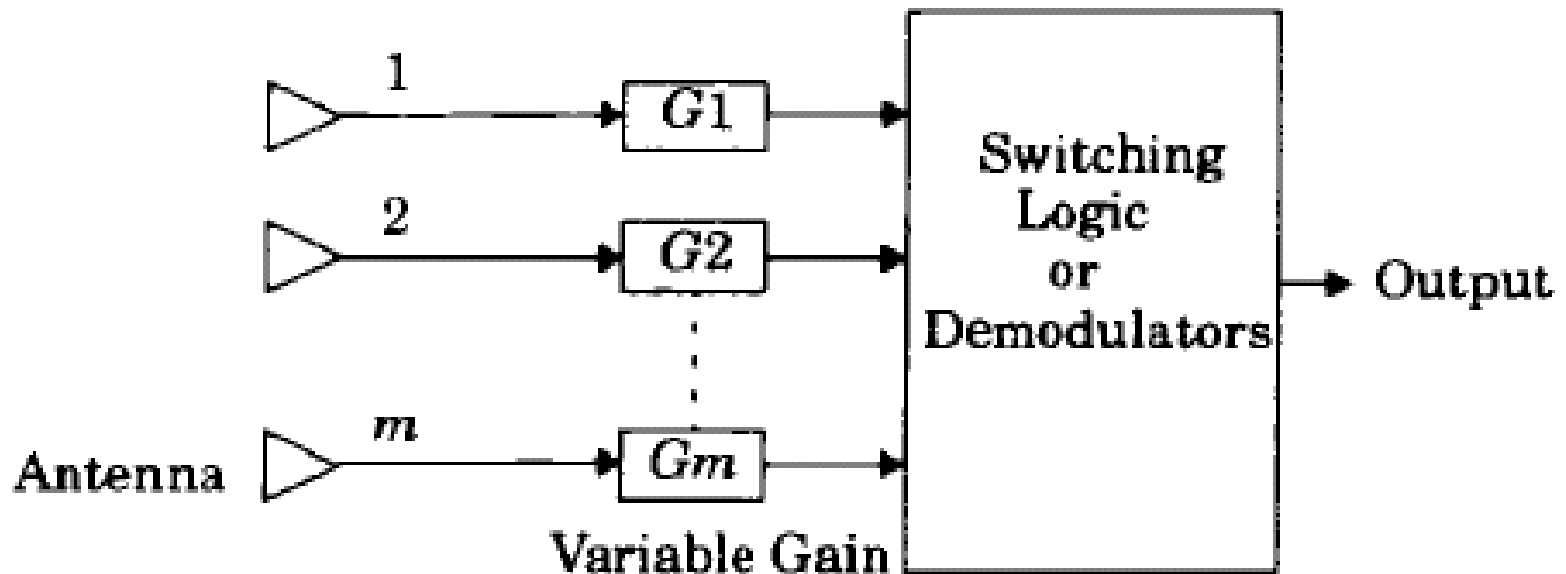 1
G1
2
G2
m
Gm
Antenna
Variable Gain
Switching
Logic
or
Demodulators
Output